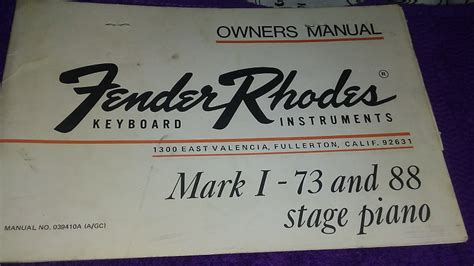 OWNERS MANUAL
Fender Rhodes®
KEYBOARD INSTRUMENTS
1300 EAST VALENCIA, FULLERTON, CALIF. 92631
Mark I - 73 and 88
stage piano
MANUAL NO. 039410A (A/GC)